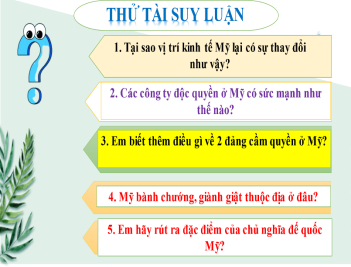 THỬ TÀI SUY LUẬN
1. Tại sao vị trí kinh tế Mỹ lại có sự thay đổi
như vậy?
2. Các công ty độc quyền ở Mỹ có sức mạnh như
thế nào?
3. Em biết thêm điều gì về 2 đảng cầm quyền ở Mỹ?
4. Mỹ bành chướng, giành giật thuộc địa ở đâu?
5. Em hãy rút ra đặc điểm của chủ nghĩa đế quốc
Mỹ?